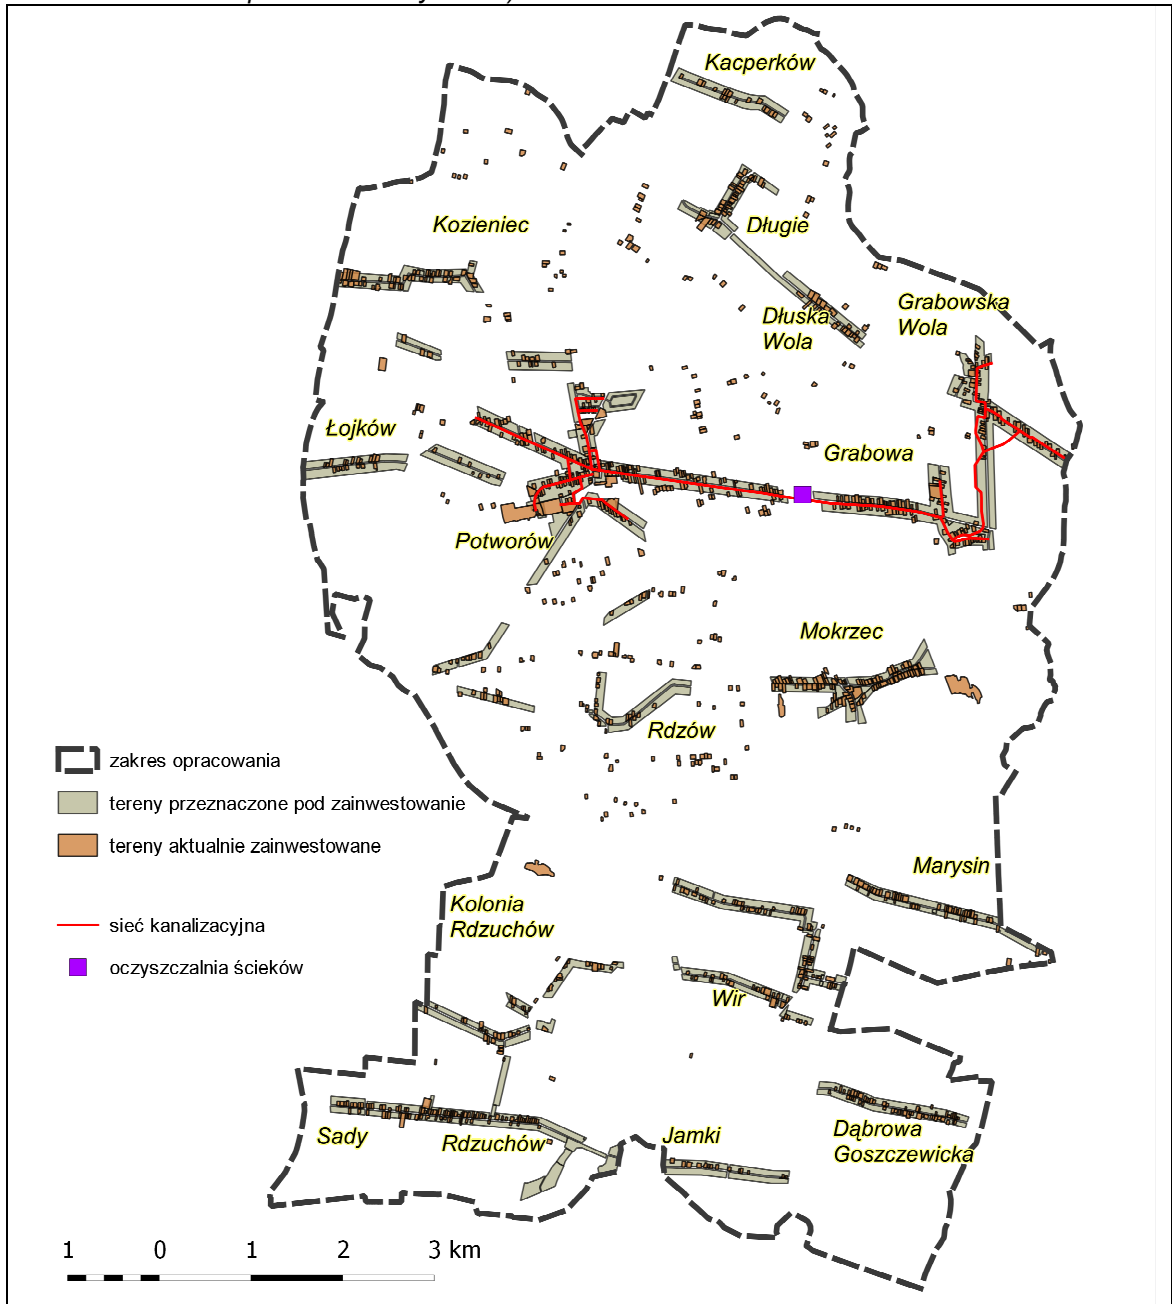 Kacperków
Kozieniec
Długie
Grabowska
Wola
Dłuska
Wola
Łojków
Grabowa
Potworów
Mokrzec
Rdzów
zakres opracowania
tereny przeznaczone pod zainwestowanie
tereny aktualnie zainwestowane
sieć kanalizacyjna
oczyszczalnia ścieków
Marysin
Kolonia
Rdzuchów
Wir
Sady
Rdzuchów
Jamki
Dąbrowa
Goszczewicka
1 0 1 2 3 km